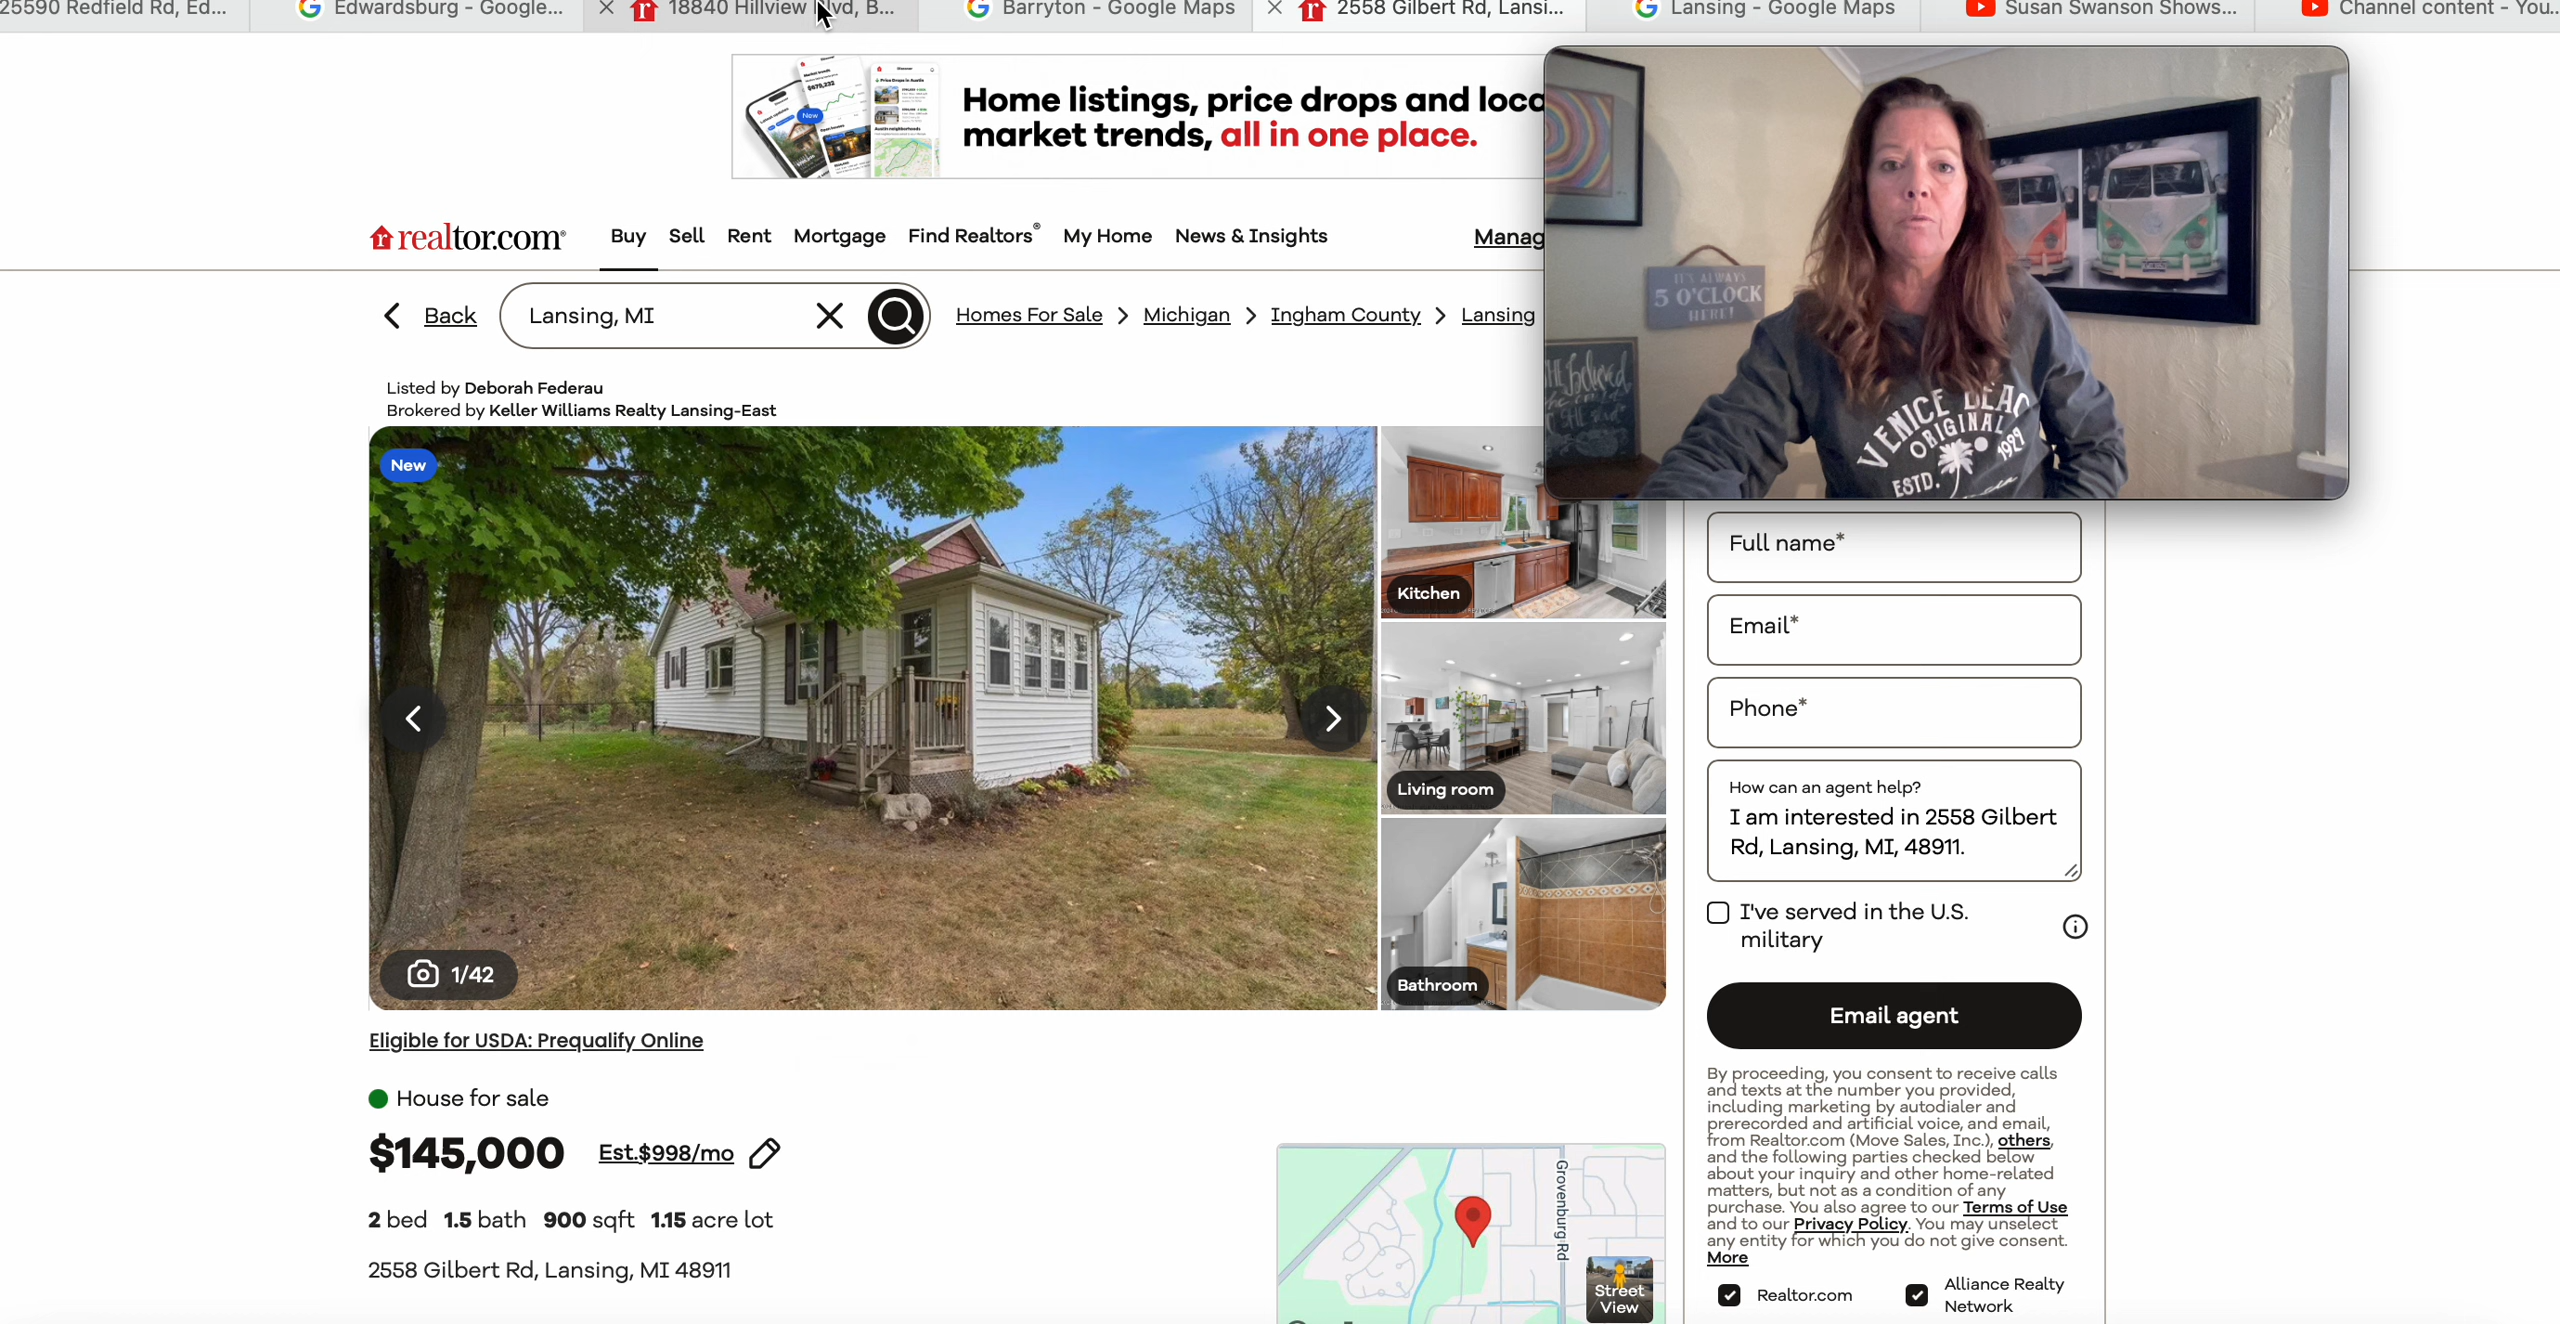 25590 Redfield Rd, Ed...
Edwardsburg - Google...
18840 Hillview Blvd, B...
Barryton - Google Maps
2558 Gilbert Rd, Lansi...
Lansing - Google Maps
Susan Swanson Shows...
Channel content - You...
Home listings, price drops and loca
market trends, all in one place.
New
realtor.com®
Buy
Sell
Rent
Mortgage
Find Realtors®
My Home
News & Insights
Manag
Back
Lansing, MI
Homes For Sale > Michigan > Ingham County > Lansing
IT'S ALWAYS
5 O'CLOCK
HERE!
VENICE BEAC
ORIGINAL
1989
ESTD.
Listed by Deborah Federau
Brokered by Keller Williams Realty Lansing-East
New
Kitchen
Living room
Bathroom
1/42
Full name*
Email*
Phone*
How can an agent help?
I am interested in 2558 Gilbert
Rd, Lansing, MI, 48911.
I've served in the U.S.
military
Email agent
By proceeding, you consent to receive calls
and texts at the number you provided,
including marketing by autodialer and
prerecorded and artificial voice, and email,
from Realtor.com (Move Sales, Inc.), others,
and the following parties checked below
about your inquiry and other home-related
matters, but not as a condition of any
purchase. You also agree to our Terms of Use
and to our Privacy Policy. You may unselect
any entity for which you do not give consent.
More
Realtor.com
Alliance Realty
Network
Eligible for USDA: Prequalify Online
House for sale
$145,000
Est.$998/mo
2 bed 1.5 bath 900 sqft 1.15 acre lot
2558 Gilbert Rd, Lansing, MI 48911
Grovenburg Rd
Street
View